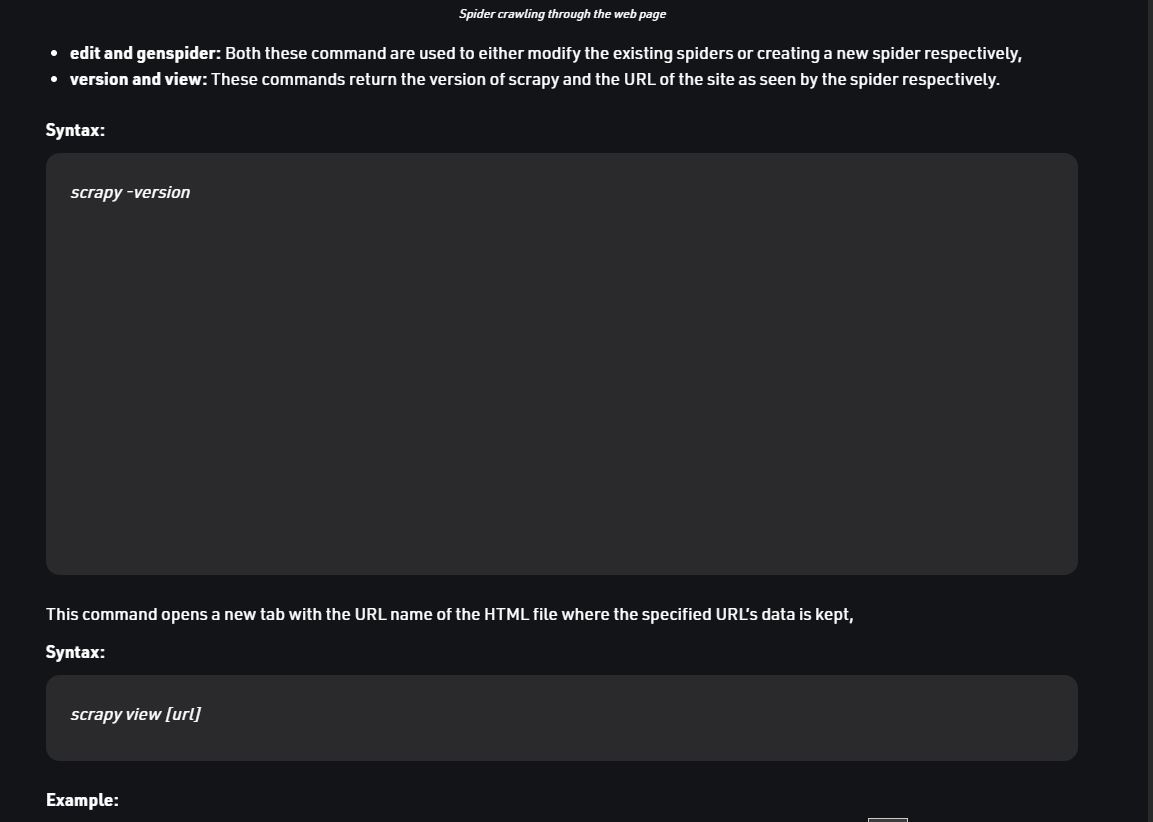 Spider crawling through the web page
• edit and genspider: Both these command are used to either modify the existing spiders or creating a new spider respectively,
• version and view: These commands return the version of scrapy and the URL of the site as seen by the spider respectively.
Syntax:
scrapy -version
This command opens a new tab with the URL name of the HTML file where the specified URL’s data is kept,
Syntax:
scrapy view [url]
Example: